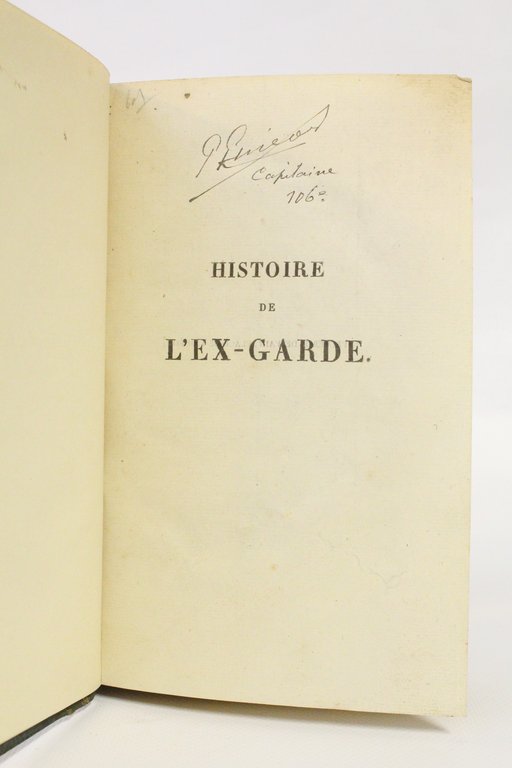 Capitaine
106e.
HISTOIRE
DE
L'EX-GARDE.